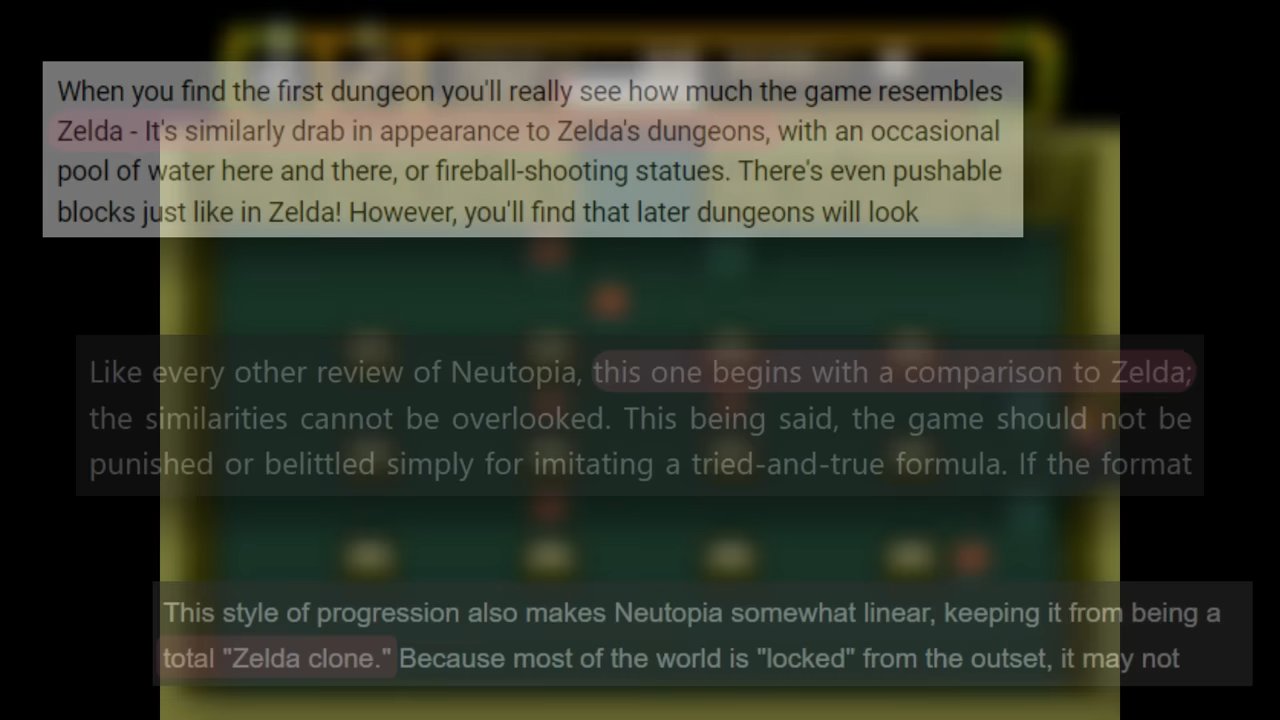 When you find the first dungeon you'll really see how much the game resembles
Zelda - It's similarly drab in appearance to Zelda's dungeons, with an occasional
pool of water here and there, or fireball-shooting statues. There's even pushable
blocks just like in Zelda! However, you'll find that later dungeons will look
Like every other review of Neutopia, this one begins with a comparison to Zelda;
the similarities cannot be overlooked. This being said, the game should not be
punished or belittled simply for imitating a tried-and-true formula. If the format
This style of progression also makes Neutopia somewhat linear, keeping it from being a
total "Zelda clone." Because most of the world is "locked" from the outset, it may not